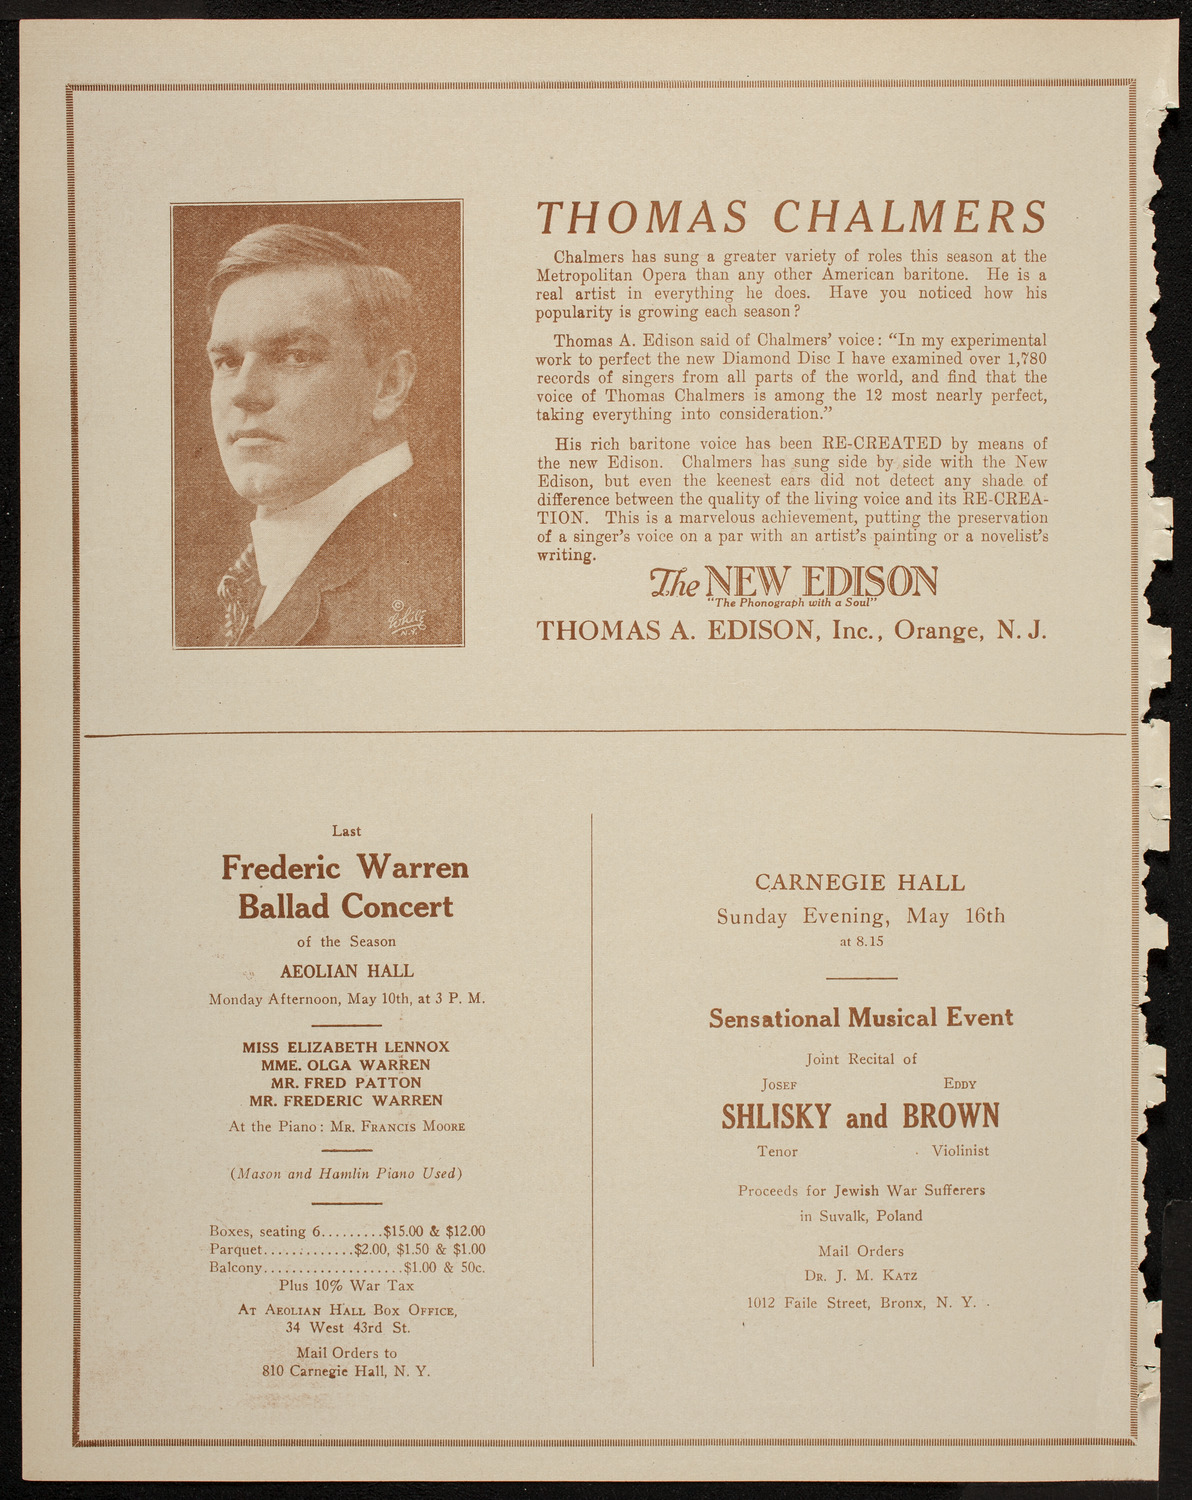 THOMAS CHALMERS
Chalmers has sung a greater variety of roles this season at the
Metropolitan Opera than any other American baritone. He is a
real artist in everything he does. Have you noticed how his
popularity is growing each season?
Thomas A. Edison said of Chalmers' voice: "In my experimental
work to perfect the new Diamond Disc I have examined over 1,780
records of singers from all parts of the world, and find that the
voice of Thomas Chalmers is among the 12 most nearly perfect,
taking everything into consideration."
His rich baritone voice has been RE-CREATED by means of
the new Edison. Chalmers has sung side by side with the New
Edison, but even the keenest ears did not detect any shade of
difference between the quality of the living voice and its RE-CREA-
TION. This is a marvelous achievement, putting the preservation
of a singer's voice on a par with an artist's painting or a novelist's
writing.
The NEW EDISON
"The Phonograph with a Soul"
THOMAS A. EDISON, Inc., Orange, N. J.
© White
N.Y.
Last
Frederic Warren
Ballad Concert
of the Season
AEOLIAN HALL
Monday Afternoon, May 10th, at 3 P. M.
MISS ELIZABETH LENNOX
MME. OLGA WARREN
MR. FRED PATTON
MR. FREDERIC WARREN
At the Piano: MR. FRANCIS MOORE
(Mason and Hamlin Piano Used)
Boxes, seating 6.........$15.00 & $12.00
Parquet.............$2.00, $1.50 & $1.00
Balcony....................$1.00 & 50c.
Plus 10% War Tax
AT AEOLIAN HALL BOX OFFICE,
34 West 43rd St.
Mail Orders to
810 Carnegie Hall, N. Y.
CARNEGIE HALL
Sunday Evening, May 16th
at 8.15
Sensational Musical Event
Joint Recital of
JOSEF EDDY
SHLISKY and BROWN
Tenor Violinist
Proceeds for Jewish War Sufferers
in Suvalk, Poland
Mail Orders
DR. J. M. KATZ
1012 Faile Street, Bronx, N. Y.